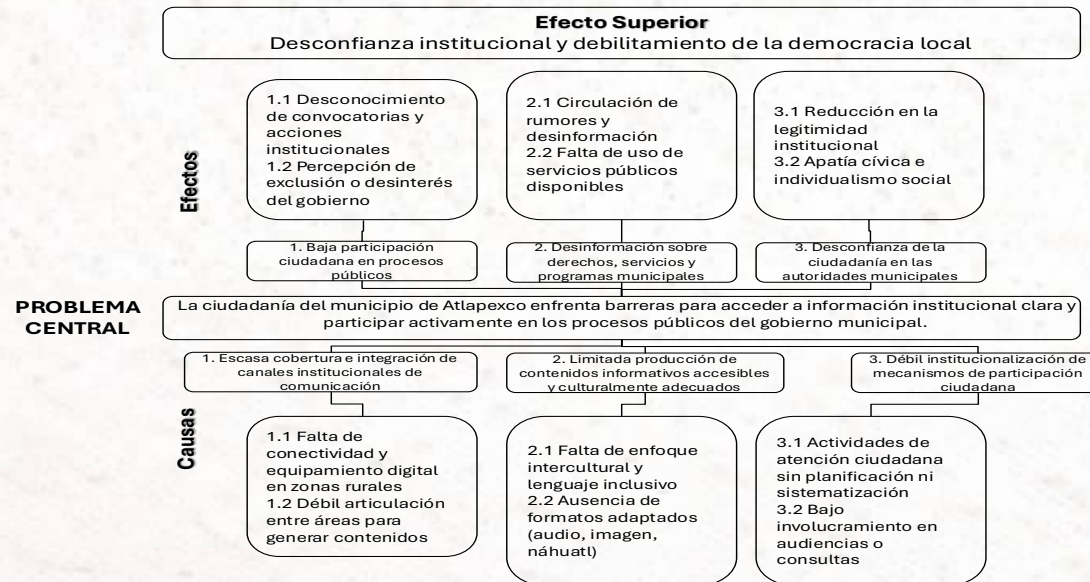 Efecto Superior
Desconfianza institucional y debilitamiento de la democracia local
Efectos
1.1 Desconocimiento
de convocatorias y
acciones
institucionales
1.2 Percepción de
exclusión o desinterés
del gobierno
2.1 Circulación de
rumores y
desinformación
2.2 Falta de uso de
servicios públicos
disponibles
3.1 Reducción en la
legitimidad
institucional
3.2 Apatía cívica e
individualismo social
1. Baja participación
ciudadana en procesos
públicos
2. Desinformación sobre
derechos, servicios y
programas municipales
3. Desconfianza de la
ciudadanía en las
autoridades municipales
PROBLEMA
CENTRAL
La ciudadanía del municipio de Atlapexco enfrenta barreras para acceder a información institucional clara y
participar activamente en los procesos públicos del gobierno municipal.
1. Escasa cobertura e integración de
canales institucionales de
comunicación
2. Limitada producción de
contenidos informativos accesibles
y culturalmente adecuados
3. Débil institucionalización de
mecanismos de participación
ciudadana
Causas
1.1 Falta de
conectividad y
equipamiento digital
en zonas rurales
1.2 Débil articulación
entre áreas para
generar contenidos
2.1 Falta de enfoque
intercultural y
lenguaje inclusivo
2.2 Ausencia de
formatos adaptados
(audio, imagen,
náhuatl)
3.1 Actividades de
atención ciudadana
sin planificación ni
sistematización
3.2 Bajo
involucramiento en
audiencias o
consultas